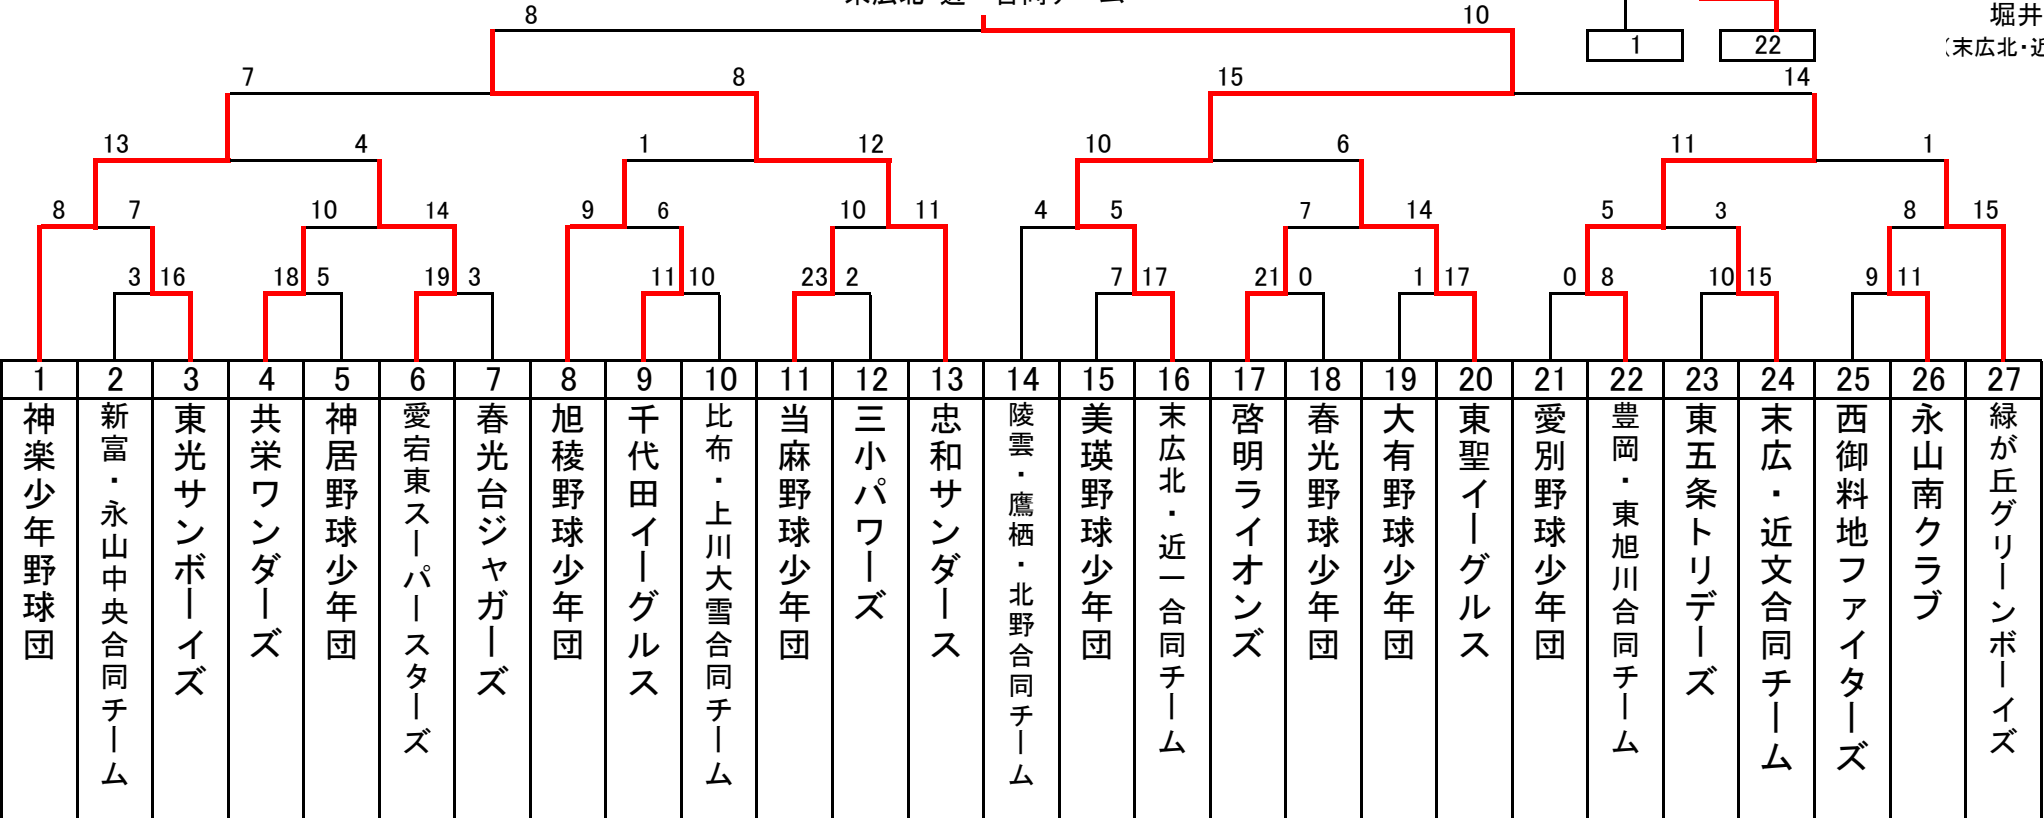 8 10
堀井
(末広北・近
1 22
7 8 15 14
13 4 1 12 10 6 11 1
8 7 10 14 9 6 10 11 4 5 7 14 5 3 8 15
3 16 18 5 19 3 11 10 23 2 7 17 21 0 1 17 0 8 10 15 9 11
1 2 3 4 5 6 7 8 9 10 11 12 13 14 15 16 17 18 19 20 21 22 23 24 25 26 27
神楽少年野球団
新富・永山中央合同チーム
東光サンボーイズ
共栄ワンダーズ
神居野球少年団
愛宕東スーパースターズ
春光台ジャガーズ
旭稜野球少年団
千代田イーグルス
比布・上川大雪合同チーム
当麻野球少年団
三小パワーズ
忠和サンダース
陵雲・鷹栖・北野合同チーム
美瑛野球少年団
末広北・近一合同チーム
啓明ライオンズ
春光野球少年団
大有野球少年団
東聖イーグルス
愛別野球少年団
豊岡・東旭川合同チーム
東五条トリデーズ
末広・近文合同チーム
西御料地ファイターズ
永山南クラブ
緑が丘グリーンボーイズ